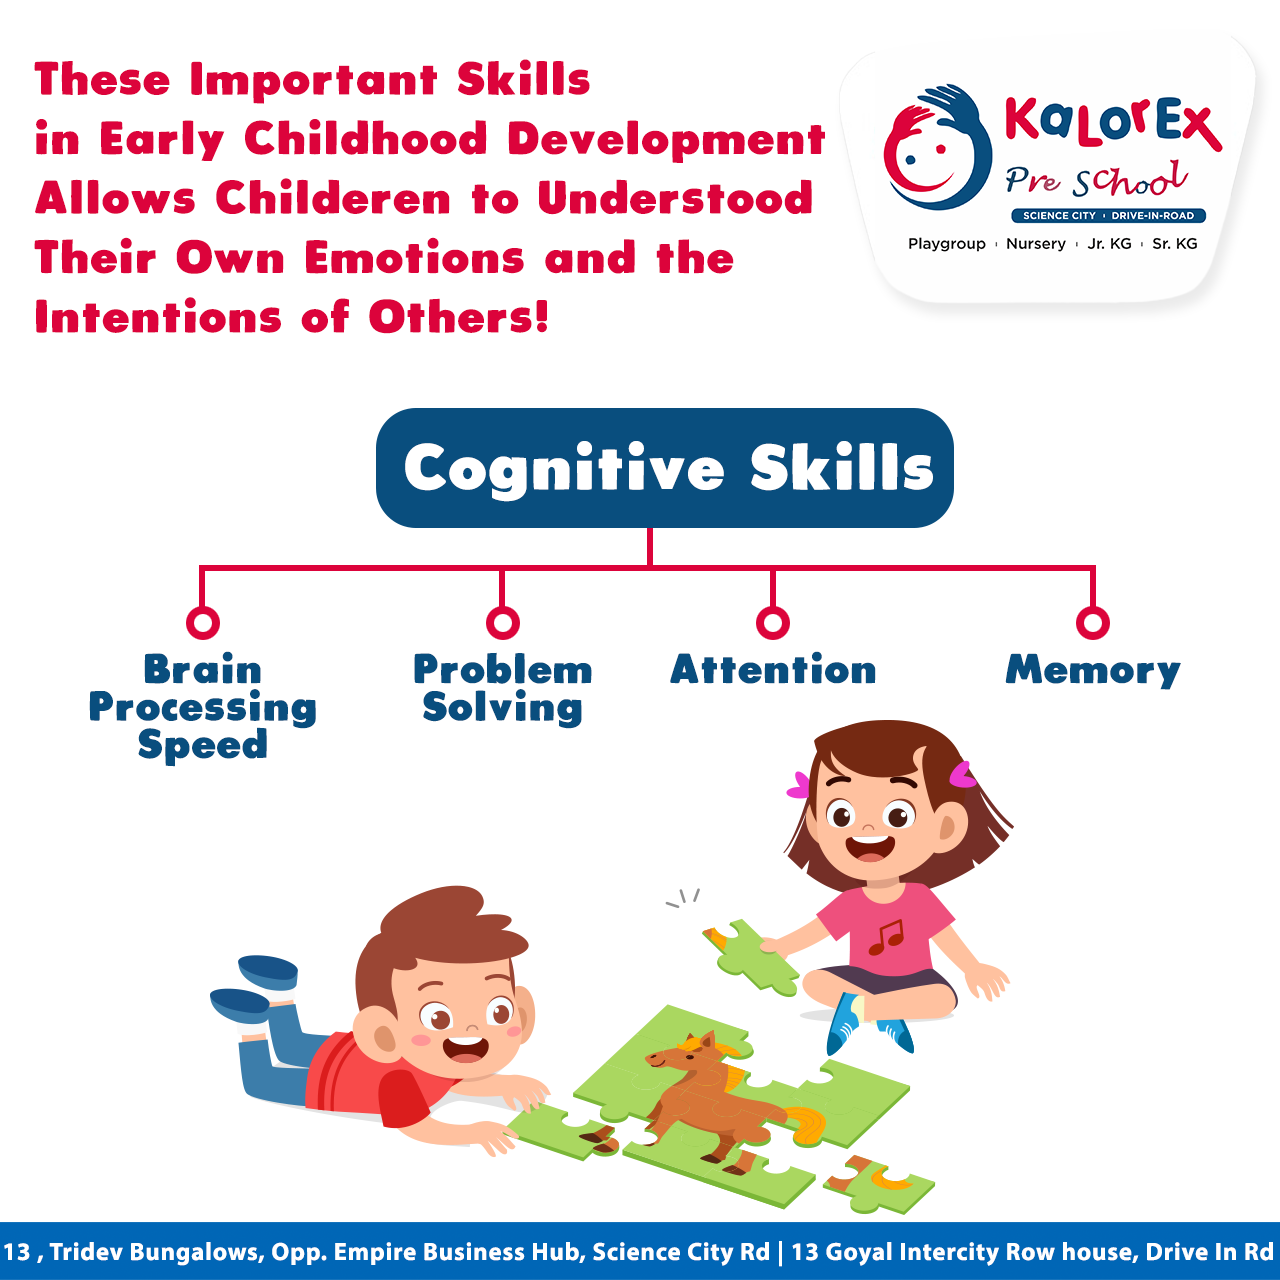 These Important Skills
in Early Childhood Development
Allows Childeren to Understood
Their Own Emotions and the
Intentions of Others!
KaLorEx
Pre School
SCIENCE CITY DRIVE-IN-ROAD
Playgroup Nursery Jr. KG Sr. KG
Cognitive Skills
Brain
Processing
Speed
Problem
Solving
Attention
Memory
13 , Tridev Bungalows, Opp. Empire Business Hub, Science City Rd | 13 Goyal Intercity Row house, Drive In Rd